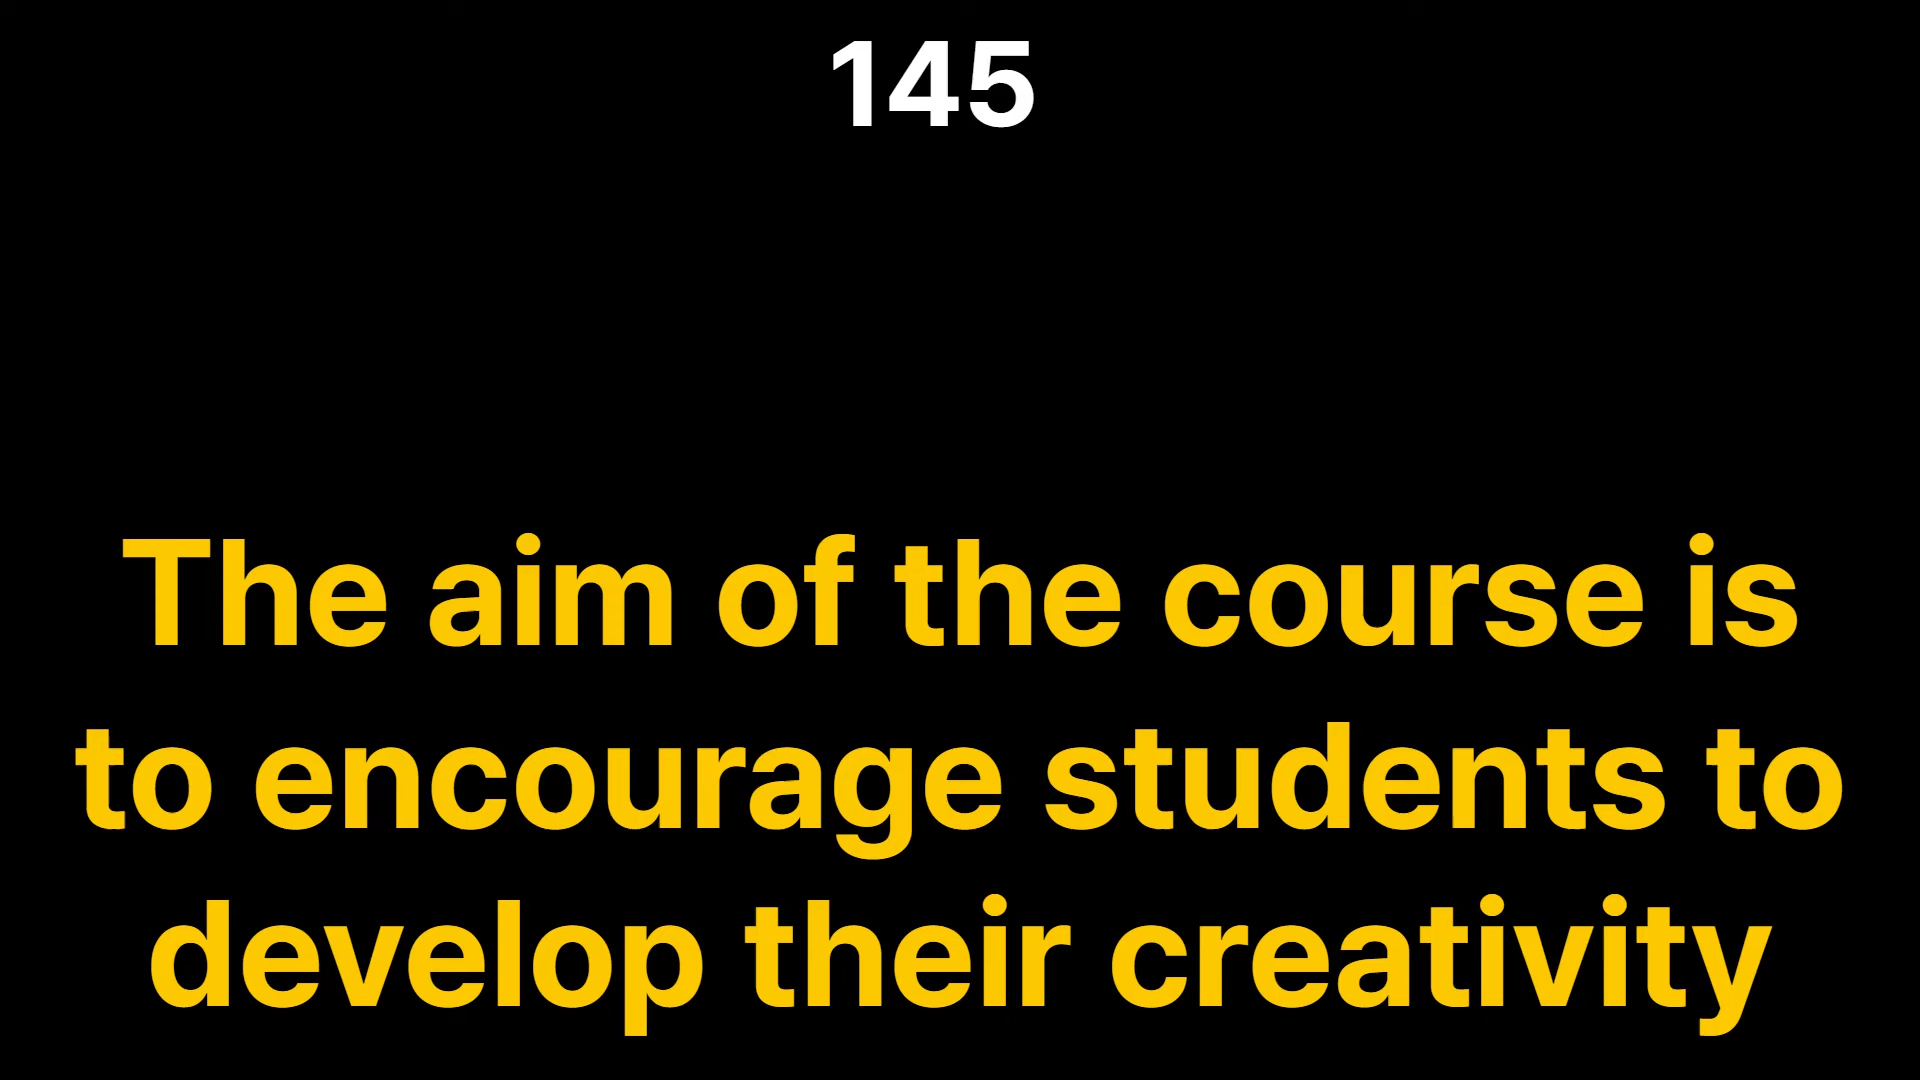 145
The aim of the course is
to encourage students to
develop their creativity